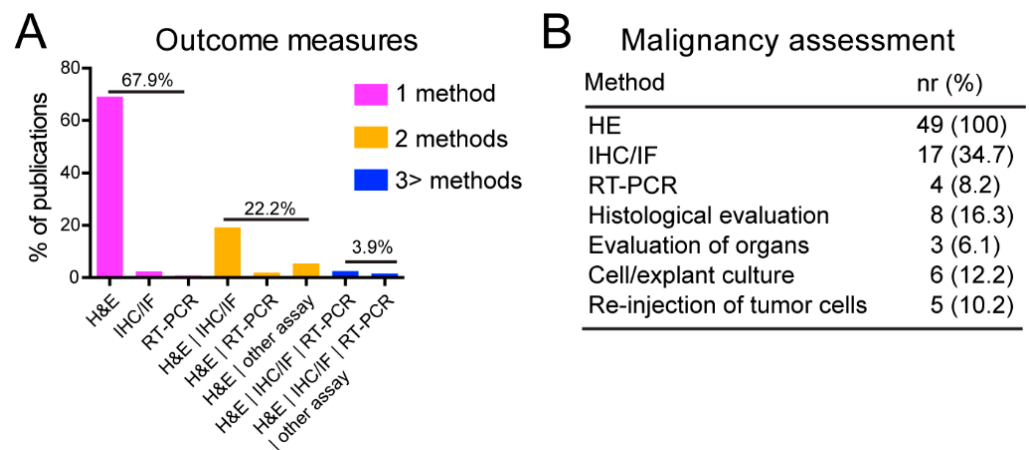 A
Outcome measures
% of publications
80
60
40
20
0
67.9%
22.2%
3.9%
1 method
2 methods
3> methods
H&E
IHC/IF
RT-PCR
H&E | IHC/IF
H&E | RT-PCR
H&E | other assay
H&E | IHC/IF | RT-PCR
H&E | IHC/IF | RT-PCR
| other assay
B
Malignancy assessment
Method nr (%)
HE 49 (100)
IHC/IF 17 (34.7)
RT-PCR 4 (8.2)
Histological evaluation 8 (16.3)
Evaluation of organs 3 (6.1)
Cell/explant culture 6 (12.2)
Re-injection of tumor cells 5 (10.2)